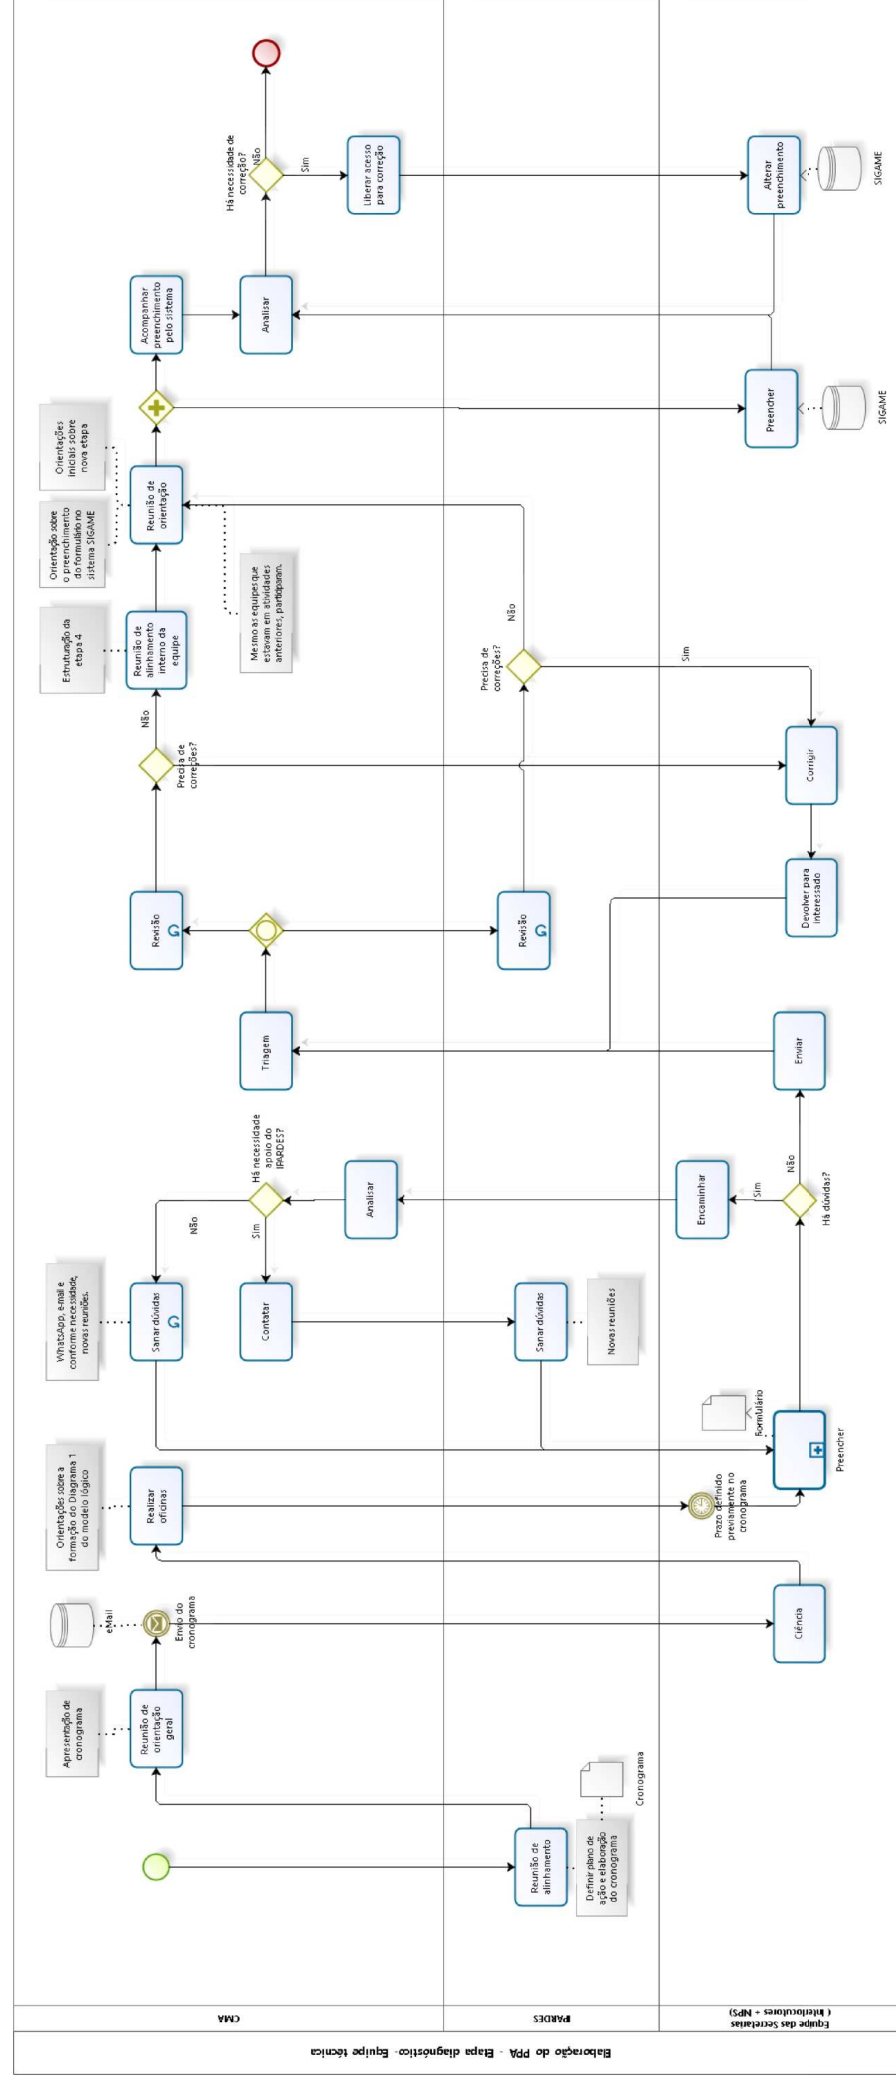 Elaboração do PPA - Etapa diagnóstico- Equipe técnica
CMA
IPARDES
Equipe das Secretarias
( Interlocutores + NPS)
Reunião de
alinhamento
Definir plano de
ação e elaboração
do cronograma
Cronograma
Apresentação de
cronograma
Reunião de
orientação
geral
eMail
Envio do
cronograma
Ciência
Orientações sobre a
formação do Diagrama 1
do modelo lógico
Realizar
oficinas
Prazo definido
previamente no
cronograma
Formulário
Preencher
WhatsApp, e-mail e
conforme necessidade,
novas reuniões.
Sanar dúvidas
Contatar
Sanar dúvidas
Novas reuniões
Não
Sim
Há necessidade
apoio do
IPARDES?
Analisar
Encaminhar
Sim
Não
Há dúvidas?
Enviar
Triagem
Revisão
Revisão
Devolver para
interessado
Corrigir
Precisa de
correções?
Não
Precisa de
correções?
Não
Sim
Estruturação da
etapa 4
Reunião de
alinhamento
interno da
equipe
Mesmo as equipes que
estavam em atividades
anteriores, participaram.
Orientação sobre
o preenchimento
do formulário no
sistema SIGAME
Orientações
iniciais sobre
nova etapa
Reunião de
orientação
Preencher
SIGAME
Acompanhar
preenchimento
pelo sistema
Analisar
Há necessidade de
correção?
Não
Sim
Liberar acesso
para correção
Alterar
preenchimento
SIGAME